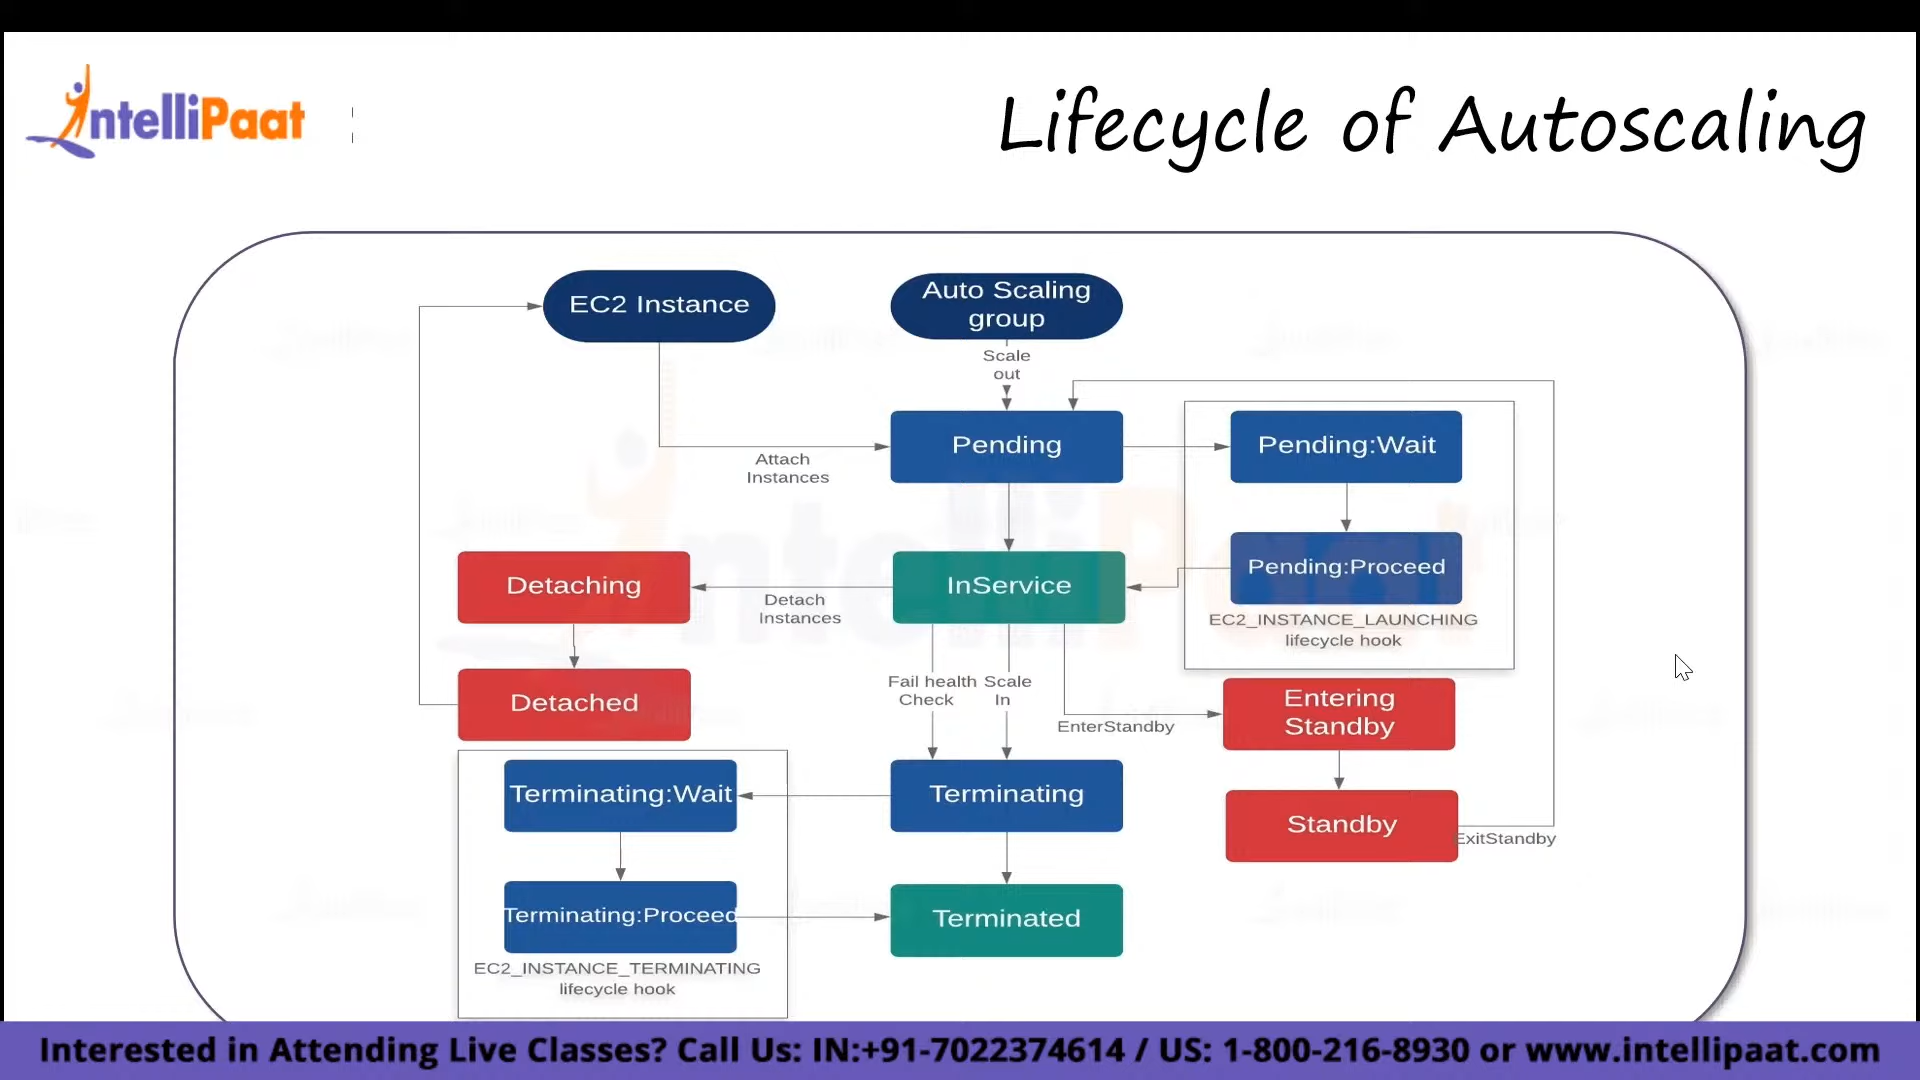 IntelliPaat
Lifecycle of Autoscaling
EC2 Instance
Auto Scaling
group
Scale
out
Pending
Pending:Wait
Attach
Instances
Pending:Proceed
Detaching
InService
Detach
Instances
EC2_INSTANCE_LAUNCHING
lifecycle hook
Detached
Fail health
Check
Scale
In
Entering
Standby
EnterStandby
Terminating:Wait
Terminating
Standby
ExitStandby
Terminating:Proceed
Terminated
EC2_INSTANCE_TERMINATING
lifecycle hook
Interested in Attending Live Classes? Call Us: IN:+91-7022374614 / US: 1-800-216-8930 or www.intellipaat.com